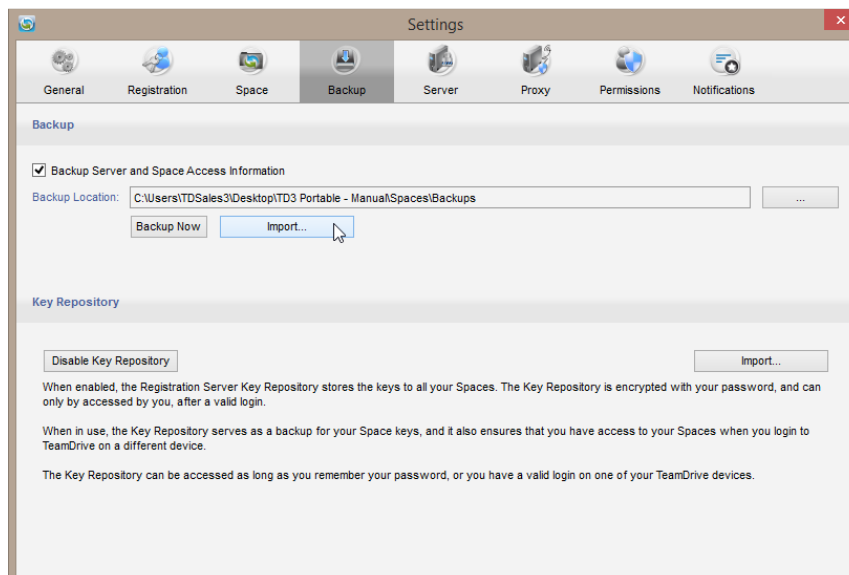 Settings
General Registration Space Backup Server Proxy Permissions Notifications
Backup
Backup Server and Space Access Information
Backup Location: C:\Users\TDSales3\Desktop\TD3 Portable - Manual\Spaces\Backups ...
Backup Now Import...
Key Repository
Disable Key Repository Import...
When enabled, the Registration Server Key Repository stores the keys to all your Spaces. The Key Repository is encrypted with your password, and can
only by accessed by you, after a valid login.
When in use, the Key Repository serves as a backup for your Space keys, and it also ensures that you have access to your Spaces when you login to
TeamDrive on a different device.
The Key Repository can be accessed as long as you remember your password, or you have a valid login on one of your TeamDrive devices.